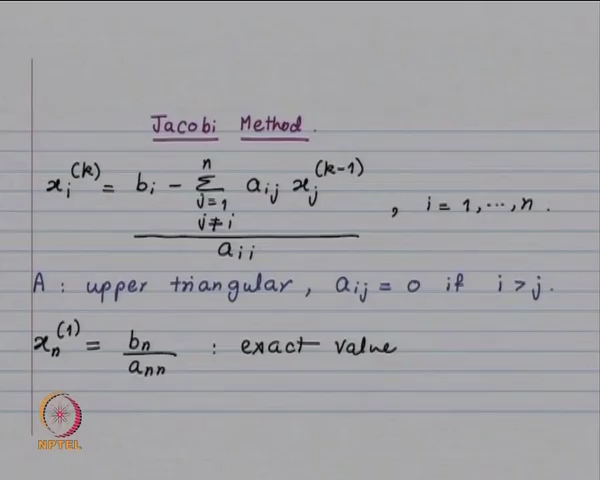 Jacobi Method.
x_i^(k) = (b_i - Σ_{j=1, j≠i}^{n} a_ij x_j^(k-1)) / a_ii , i = 1, ..., n.
A : upper triangular, a_ij = 0 if i > j.
x_n^(1) = b_n / a_nn : exact value
NPTEL